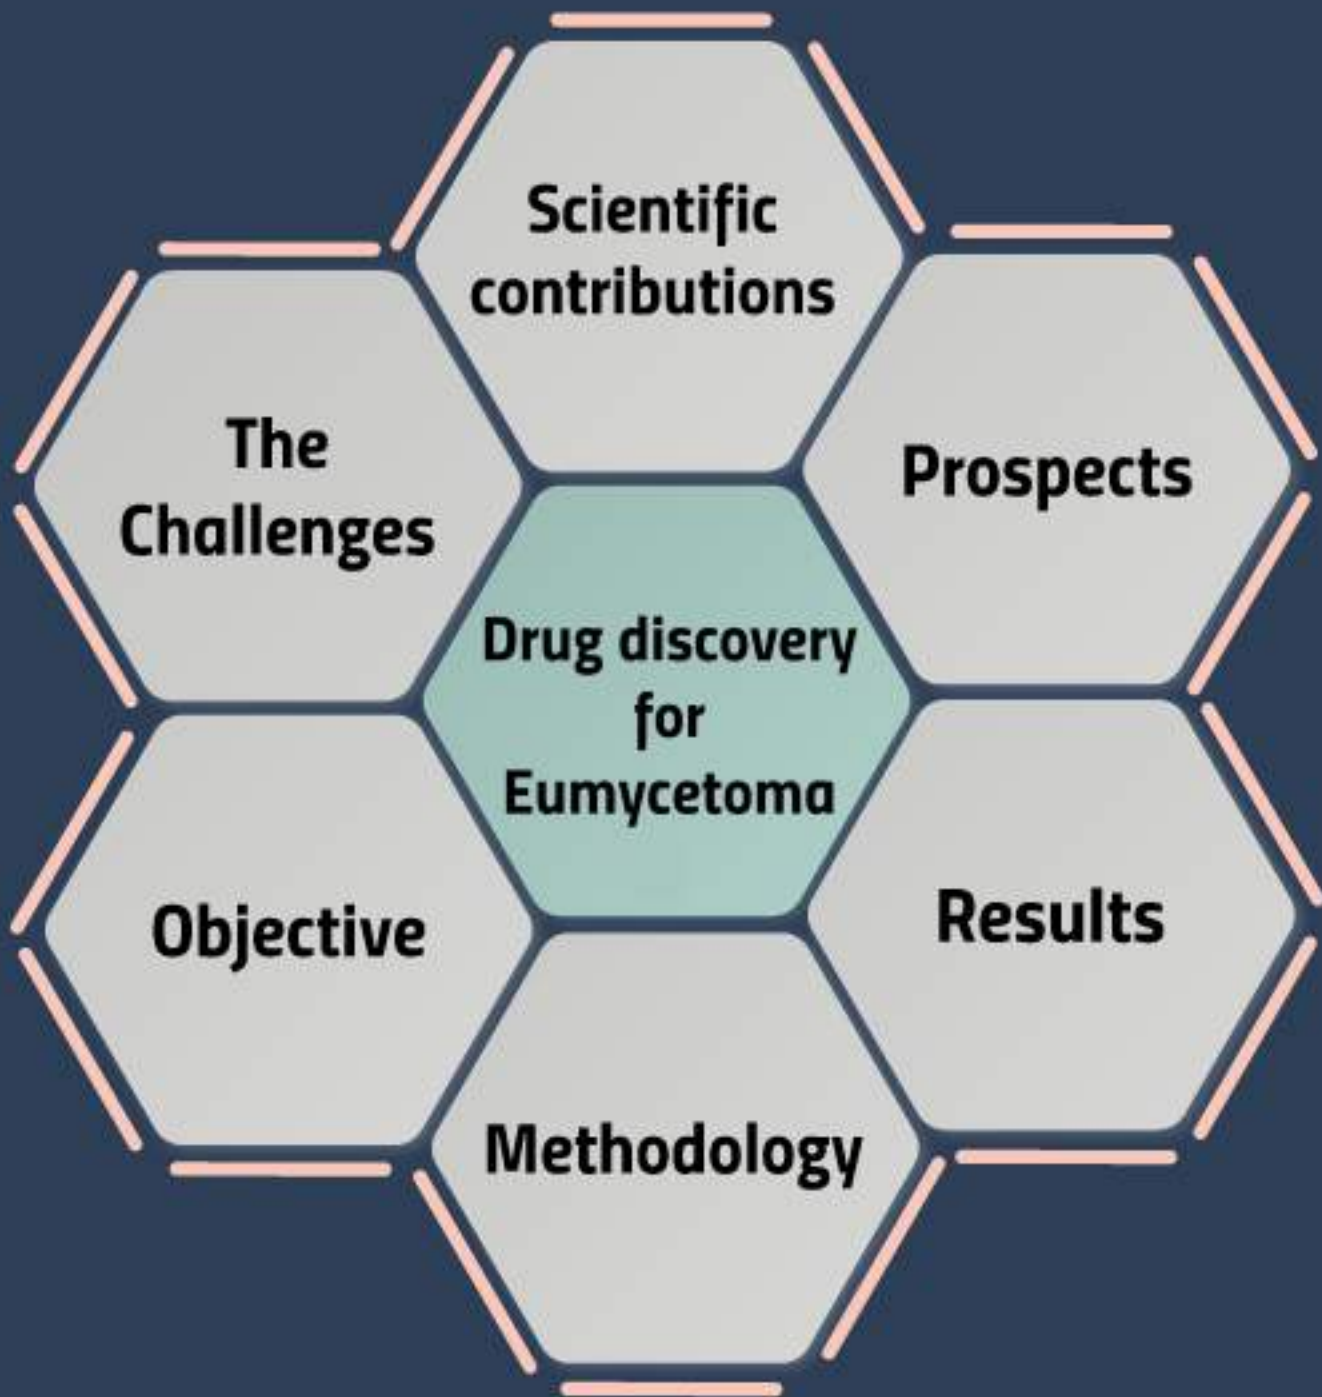 Scientific
contributions
The
Challenges
Prospects
Drug discovery
for
Eumycetoma
Objective
Results
Methodology